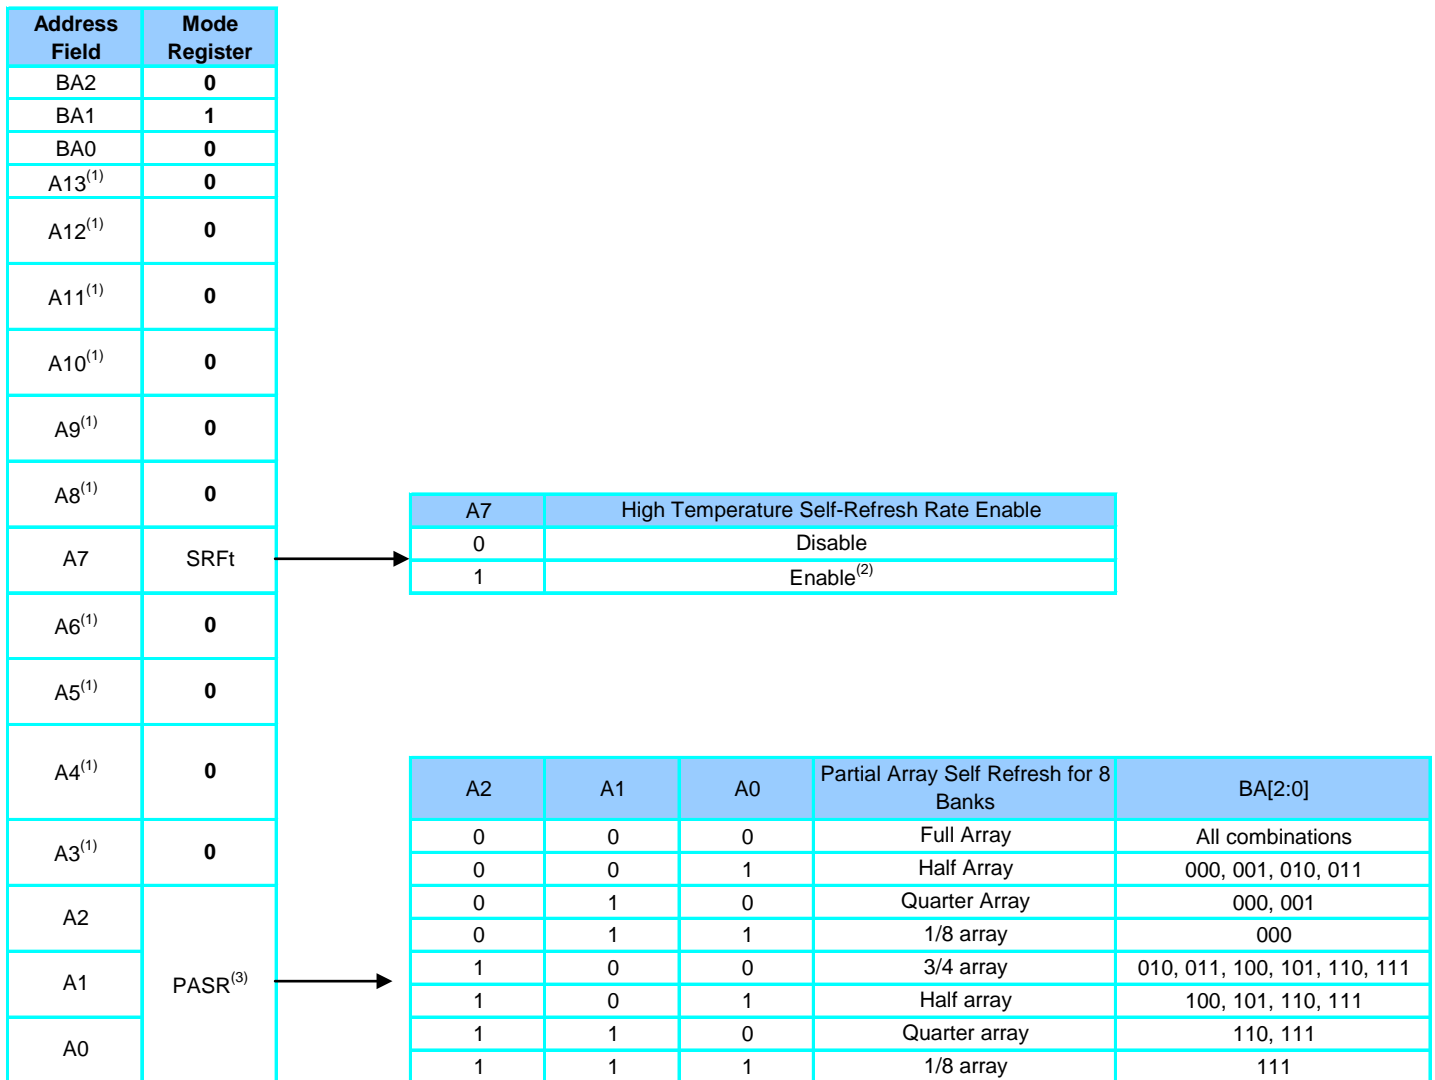 Address Field Mode Register
BA2 0
BA1 1
BA0 0
A13(1) 0
A12(1) 0
A11(1) 0
A10(1) 0
A9(1) 0
A8(1) 0
A7 SRFt
A6(1) 0
A5(1) 0
A4(1) 0
A3(1) 0
A2
A1 PASR(3)
A0
A7 High Temperature Self-Refresh Rate Enable
0 Disable
1 Enable(2)
A2 A1 A0 Partial Array Self Refresh for 8 Banks BA[2:0]
0 0 0 Full Array All combinations
0 0 1 Half Array 000, 001, 010, 011
0 1 0 Quarter Array 000, 001
0 1 1 1/8 array 000
1 0 0 3/4 array 010, 011, 100, 101, 110, 111
1 0 1 Half array 100, 101, 110, 111
1 1 0 Quarter array 110, 111
1 1 1 1/8 array 111